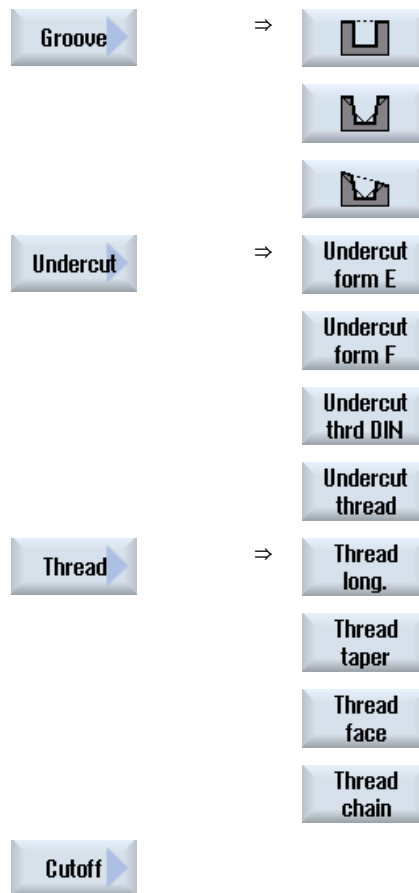 Groove ⇒
Undercut ⇒ Undercut
form E
Undercut
form F
Undercut
thrd DIN
Undercut
thread
Thread ⇒ Thread
long.
Thread
taper
Thread
face
Thread
chain
Cutoff